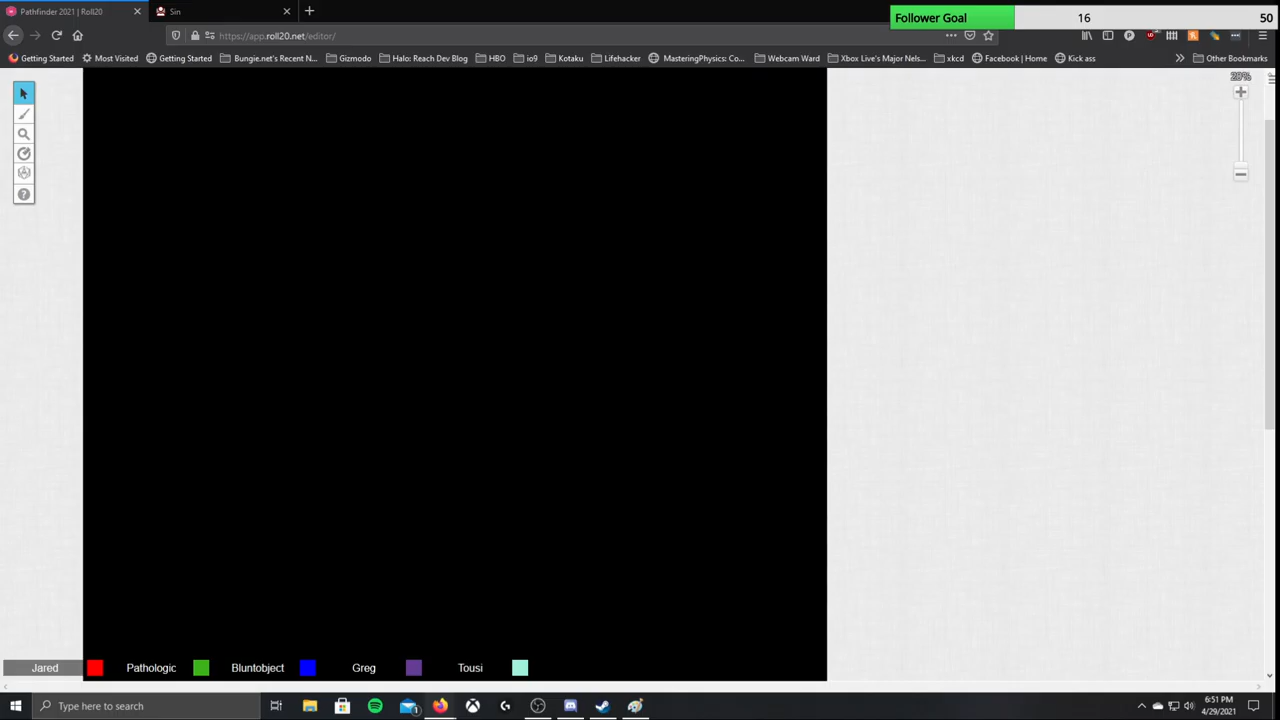 Pathfinder 2021 | Roll20
Sin
Follower Goal 16 50
https://app.roll20.net/editor/
Getting Started Most Visited Getting Started Bungie.net's Recent N... Gizmodo Halo: Reach Dev Blog HBO io9 Kotaku Lifehacker MasteringPhysics: Co... Webcam Ward Xbox Live's Major Nels... xkcd Facebook | Home Kick ass Other Bookmarks
Jared Pathologic Bluntobject Greg Tousi
Type here to search
6:51 PM
4/29/2021